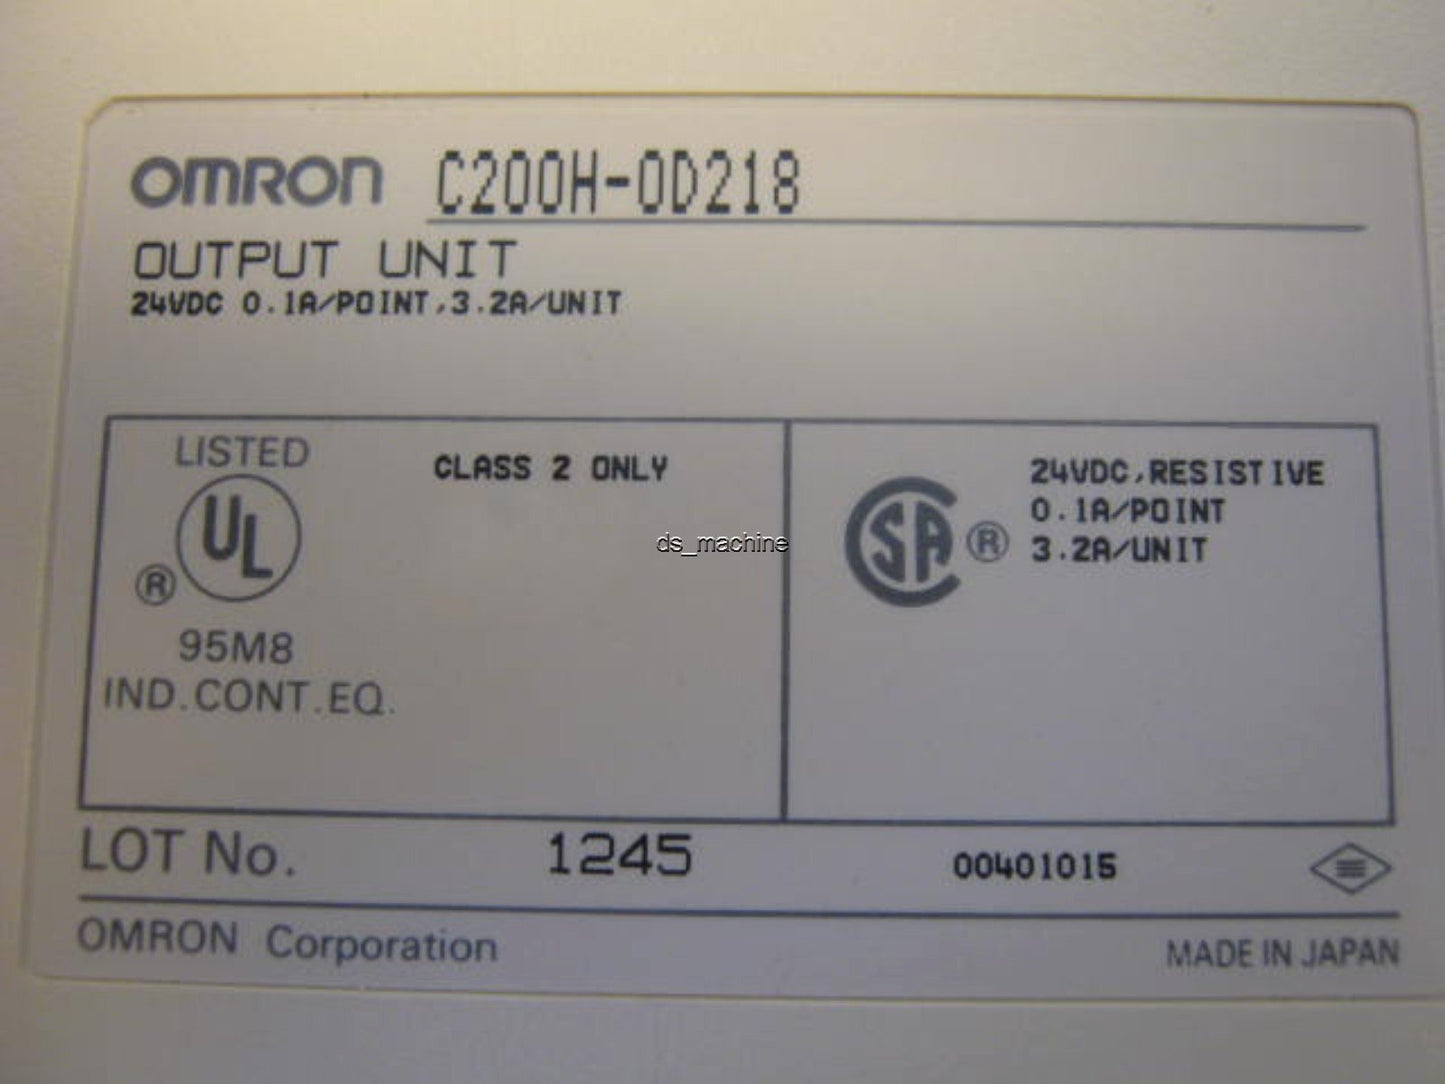 OMRON C200H-OD218
OUTPUT UNIT
24VDC 0.1A/POINT,3.2A/UNIT
LISTED
CLASS 2 ONLY
UL
®
95M8
IND.CONT.EQ.
SA ®
24VDC,RESISTIVE
0.1A/POINT
3.2A/UNIT
ds_machine
LOT No. 1245 00401015
OMRON Corporation MADE IN JAPAN